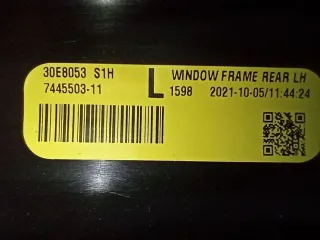 30E8053 S1H
7445503-11
L
WINDOW FRAME REAR LH
1598 2021-10-05/11:44:24